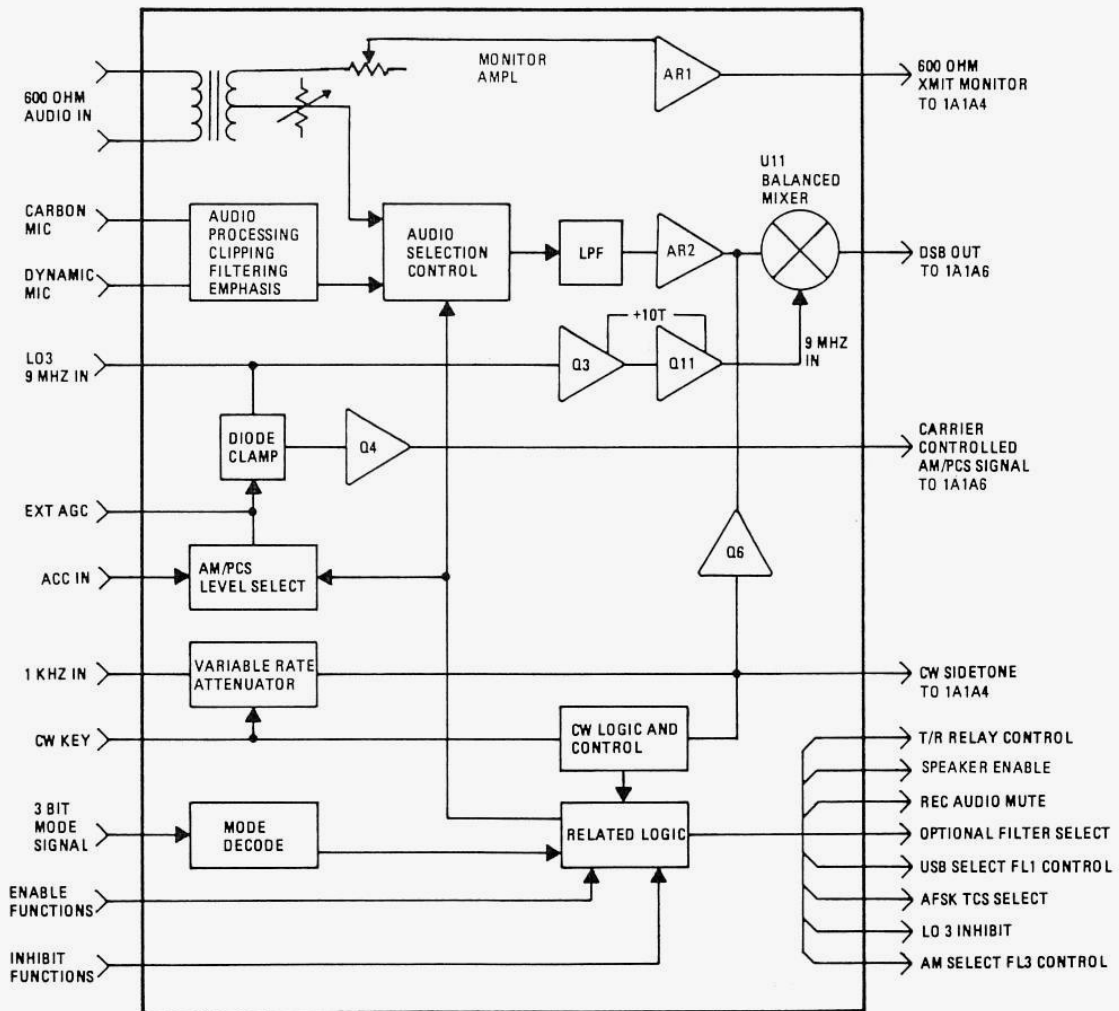 MONITOR
AMPL
AR1
600 OHM
XMIT MONITOR
TO 1A1A4
600 OHM
AUDIO IN
U11
BALANCED
MIXER
CARBON
MIC
AUDIO
PROCESSING
CLIPPING
FILTERING
EMPHASIS
AUDIO
SELECTION
CONTROL
LPF
AR2
DSB OUT
TO 1A1A6
DYNAMIC
MIC
+10T
LO3
9 MHZ IN
Q3
Q11
9 MHZ
IN
DIODE
CLAMP
Q4
CARRIER
CONTROLLED
AM/PCS SIGNAL
TO 1A1A6
EXT AGC
ACC IN
AM/PCS
LEVEL SELECT
Q6
1 KHZ IN
VARIABLE RATE
ATTENUATOR
CW SIDETONE
TO 1A1A4
CW KEY
CW LOGIC AND
CONTROL
T/R RELAY CONTROL
SPEAKER ENABLE
REC AUDIO MUTE
3 BIT
MODE
SIGNAL
MODE
DECODE
RELATED LOGIC
OPTIONAL FILTER SELECT
USB SELECT FL1 CONTROL
ENABLE
FUNCTIONS
AFSK TCS SELECT
LO 3 INHIBIT
INHIBIT
FUNCTIONS
AM SELECT FL3 CONTROL